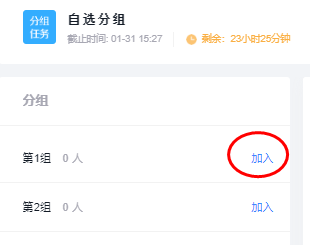 分组
任务
自选分组
截止时间: 01-31 15:27
剩余: 23小时25分钟
分组
第1组 0 人 加入
第2组 0 人 加入